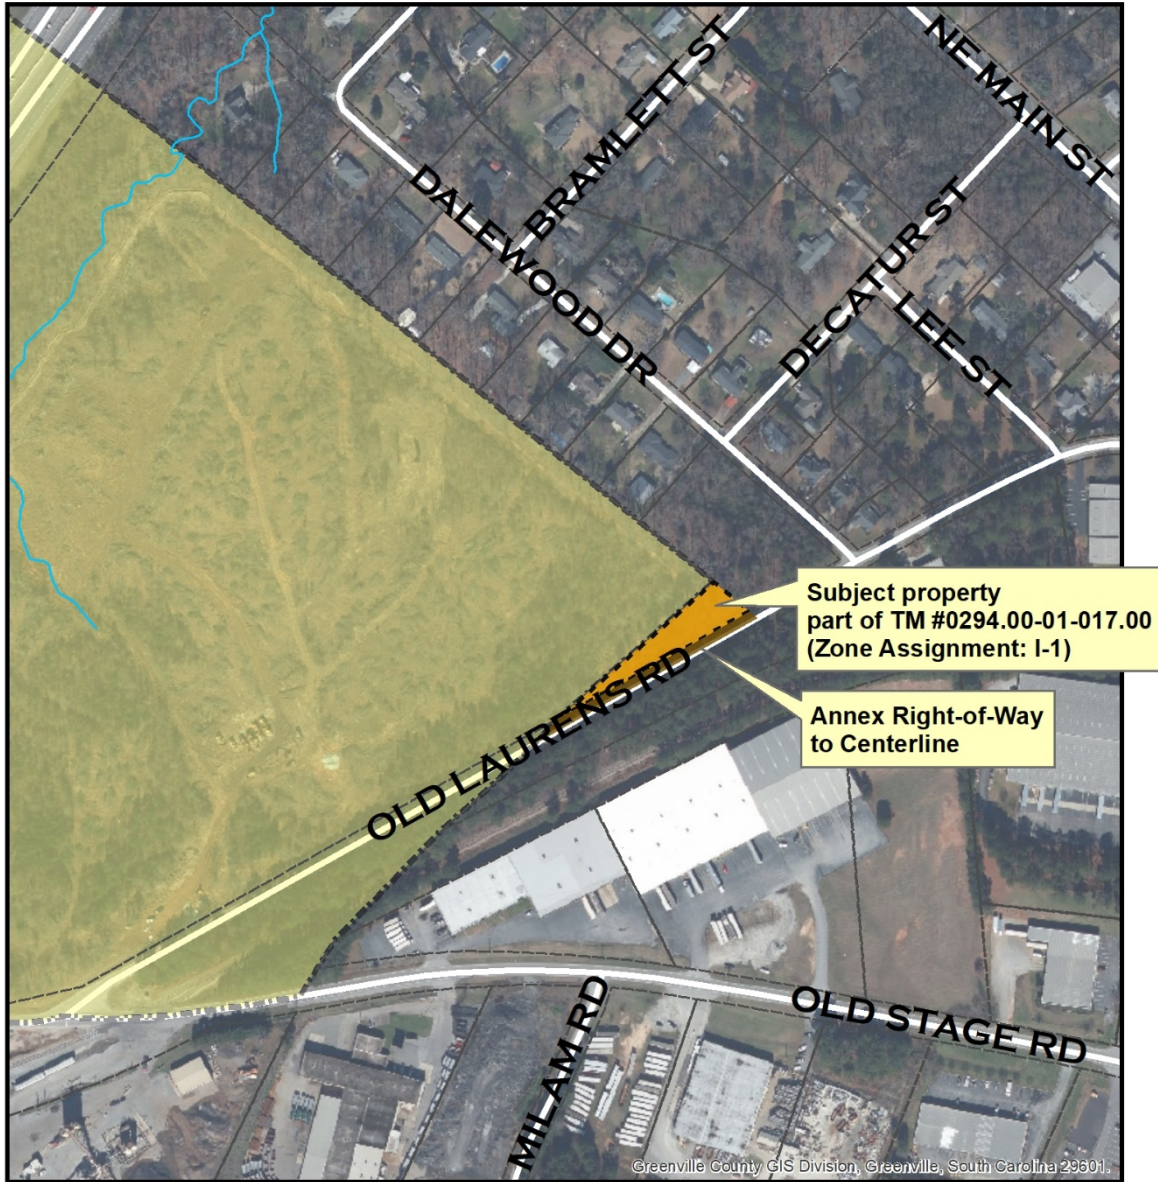 BRAMLETT ST
NE MAIN ST
DALEWOOD DR
DECATUR ST
LEE ST
Subject property
part of TM #0294.00-01-017.00
(Zone Assignment: I-1)
OLD LAURENS RD
Annex Right-of-Way
to Centerline
OLD STAGE RD
MILAM RD
Greenville County GIS Division, Greenville, South Carolina 29601.